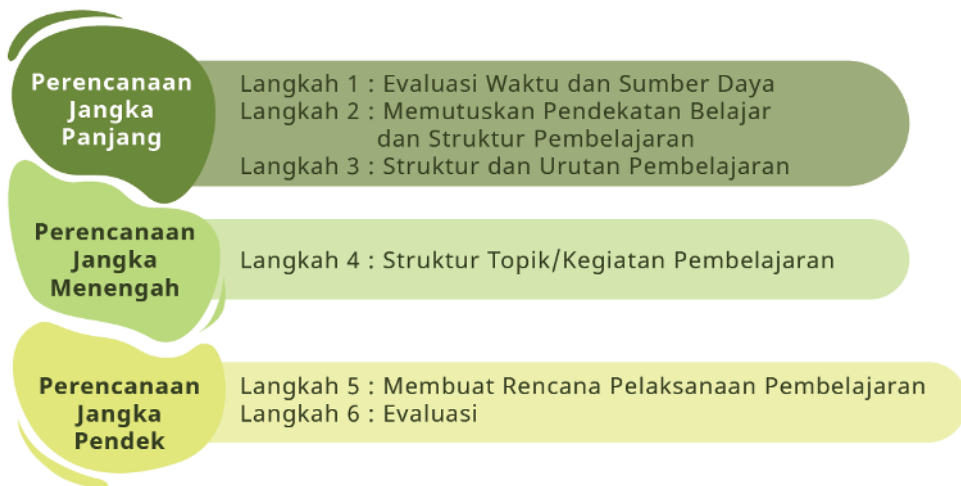 Perencanaan
Jangka
Panjang
Langkah 1 : Evaluasi Waktu dan Sumber Daya
Langkah 2 : Memutuskan Pendekatan Belajar
dan Struktur Pembelajaran
Langkah 3 : Struktur dan Urutan Pembelajaran
Perencanaan
Jangka
Menengah
Langkah 4 : Struktur Topik/Kegiatan Pembelajaran
Perencanaan
Jangka
Pendek
Langkah 5 : Membuat Rencana Pelaksanaan Pembelajaran
Langkah 6 : Evaluasi